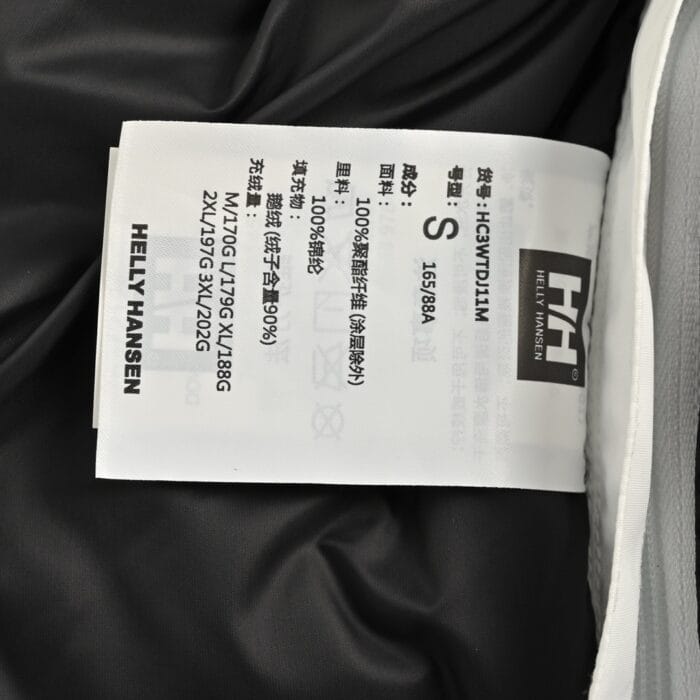 H/H
HELLY HANSEN
货号:HC3WTDJ11M
号型: S 165/88A
成分:
面料:
100%聚酯纤维 (涂层除外)
里料:
100%锦纶
填充物:
鹅绒 (绒子含量90%)
充绒量:
M/170G L/179G XL/188G
2XL/197G 3XL/202G
HELLY HANSEN